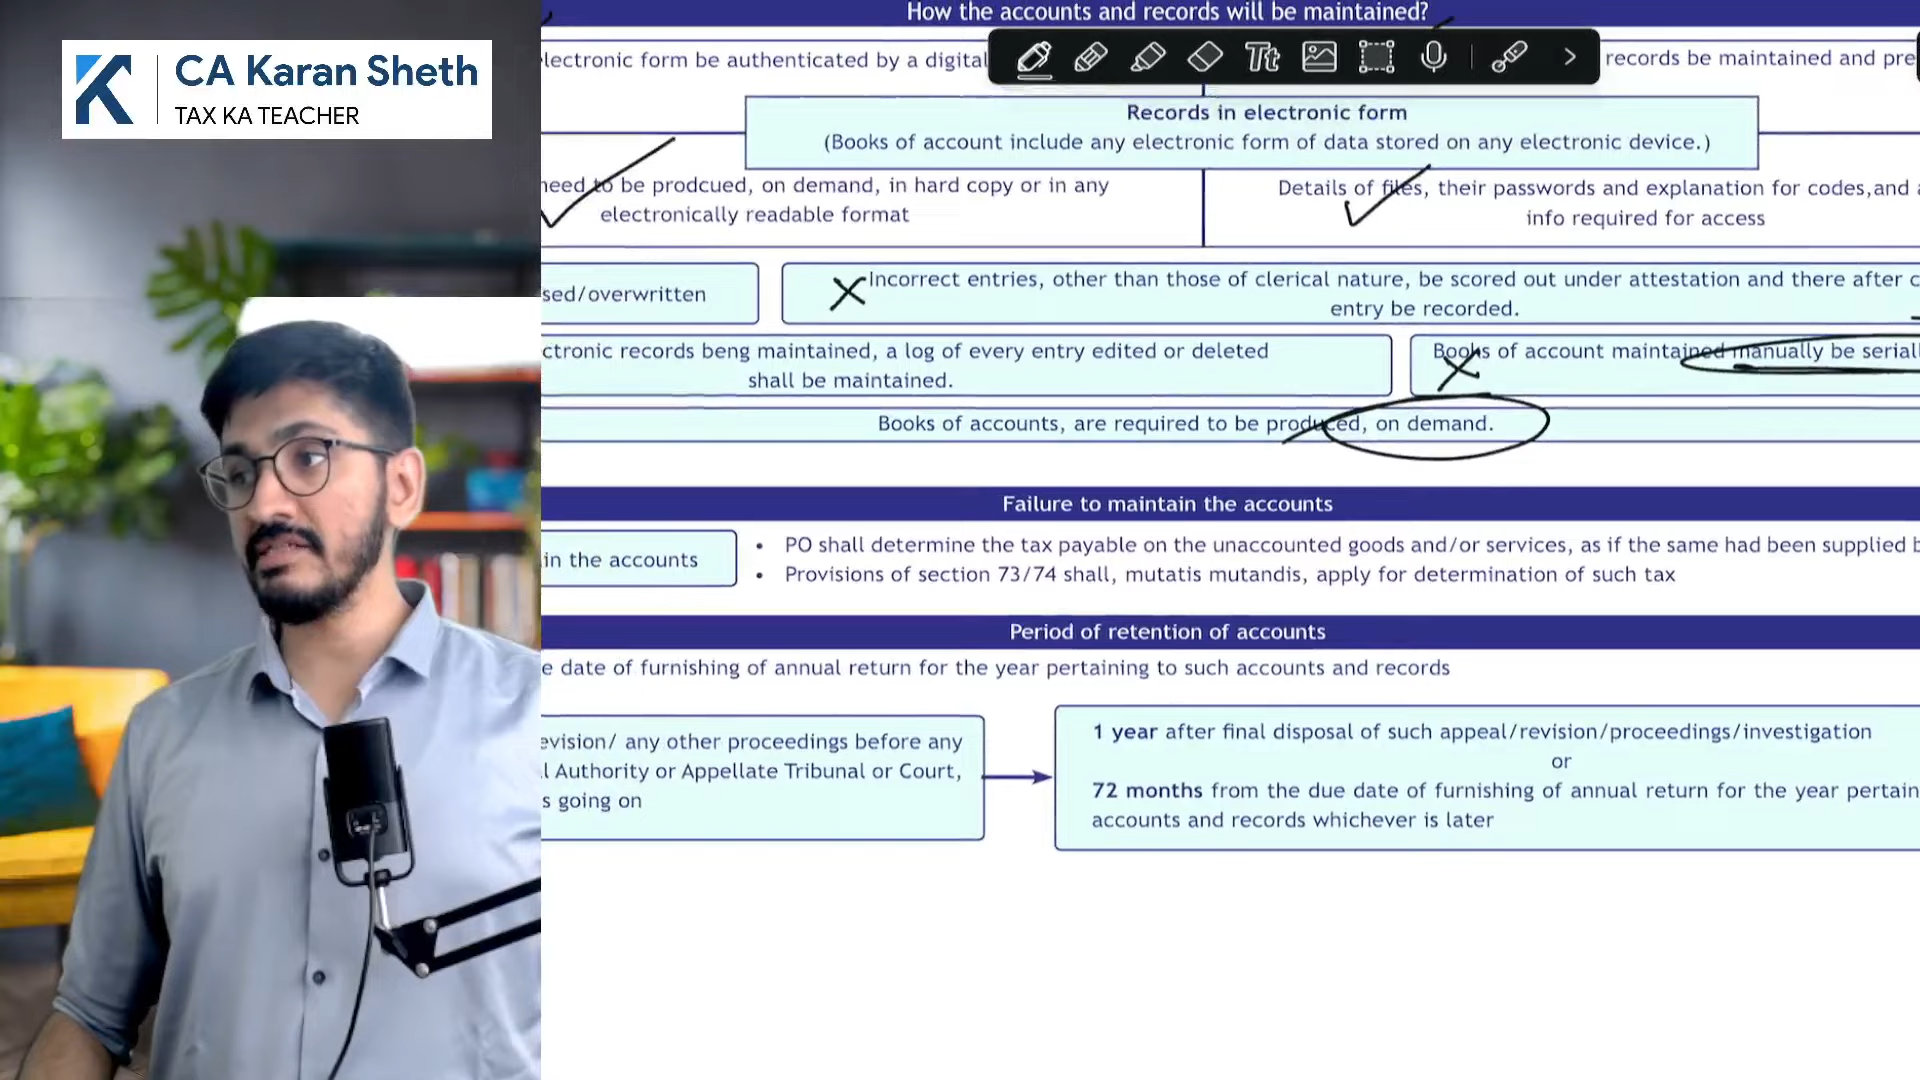 CA Karan Sheth
TAX KA TEACHER
How the accounts and records will be maintained?
electronic form be authenticated by a digital
records be maintained and pre
Records in electronic form
(Books of account include any electronic form of data stored on any electronic device.)
need to be prodcued, on demand, in hard copy or in any
electronically readable format
Details of files, their passwords and explanation for codes,and a
info required for access
sed/overwritten
Incorrect entries, other than those of clerical nature, be scored out under attestation and there after c
entry be recorded.
ctronic records beng maintained, a log of every entry edited or deleted
shall be maintained.
Books of account maintained manually be serial
Books of accounts, are required to be produced, on demand.
Failure to maintain the accounts
in the accounts
• PO shall determine the tax payable on the unaccounted goods and/or services, as if the same had been supplied b
• Provisions of section 73/74 shall, mutatis mutandis, apply for determination of such tax
Period of retention of accounts
e date of furnishing of annual return for the year pertaining to such accounts and records
evision/ any other proceedings before any
l Authority or Appellate Tribunal or Court,
s going on
1 year after final disposal of such appeal/revision/proceedings/investigation
or
72 months from the due date of furnishing of annual return for the year pertain
accounts and records whichever is later